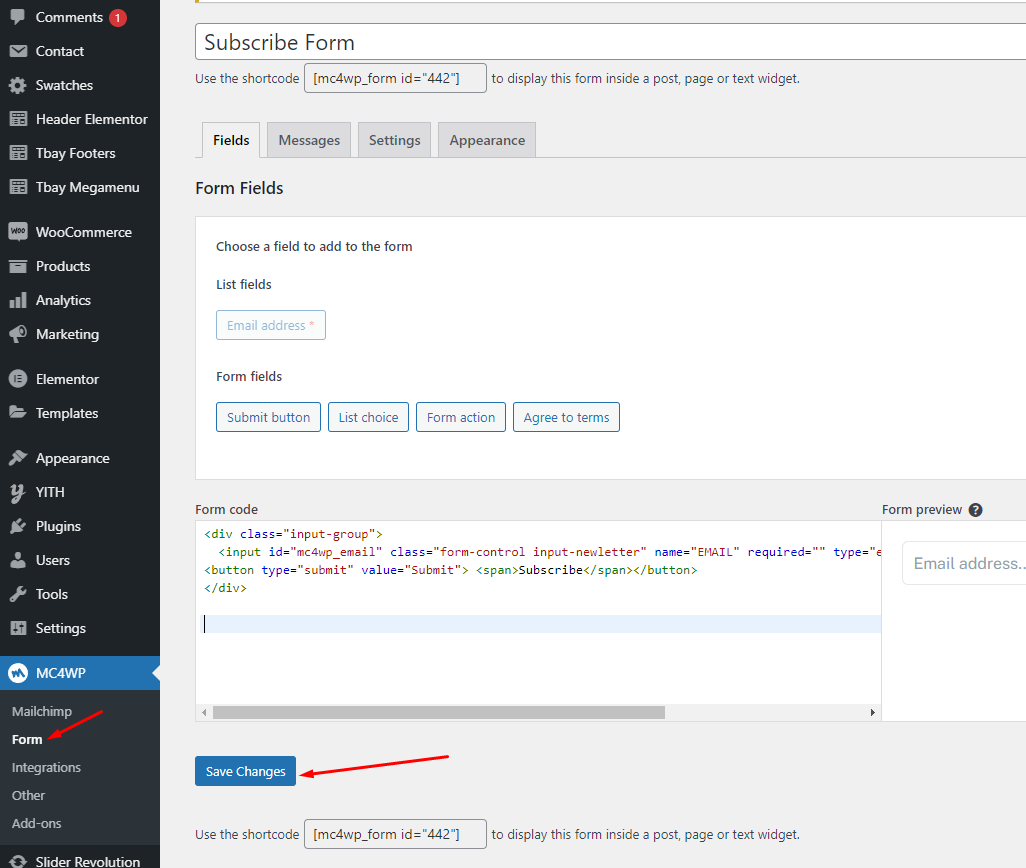 Comments 1
Contact
Swatches
Header Elementor
Tbay Footers
Tbay Megamenu
WooCommerce
Products
Analytics
Marketing
Elementor
Templates
Appearance
YITH
Plugins
Users
Tools
Settings
MC4WP
Mailchimp
Form
Integrations
Other
Add-ons
Slider Revolution
Subscribe Form
Use the shortcode [mc4wp_form id="442"] to display this form inside a post, page or text widget.
Fields Messages Settings Appearance
Form Fields
Choose a field to add to the form
List fields
Email address *
Form fields
Submit button List choice Form action Agree to terms
Form code
<div class="input-group">
<input id="mc4wp_email" class="form-control input-newletter" name="EMAIL" required="" type="e
<button type="submit" value="Submit"> <span>Subscribe</span></button>
</div>
Form preview ?
Email address..
Save Changes
Use the shortcode [mc4wp_form id="442"] to display this form inside a post, page or text widget.